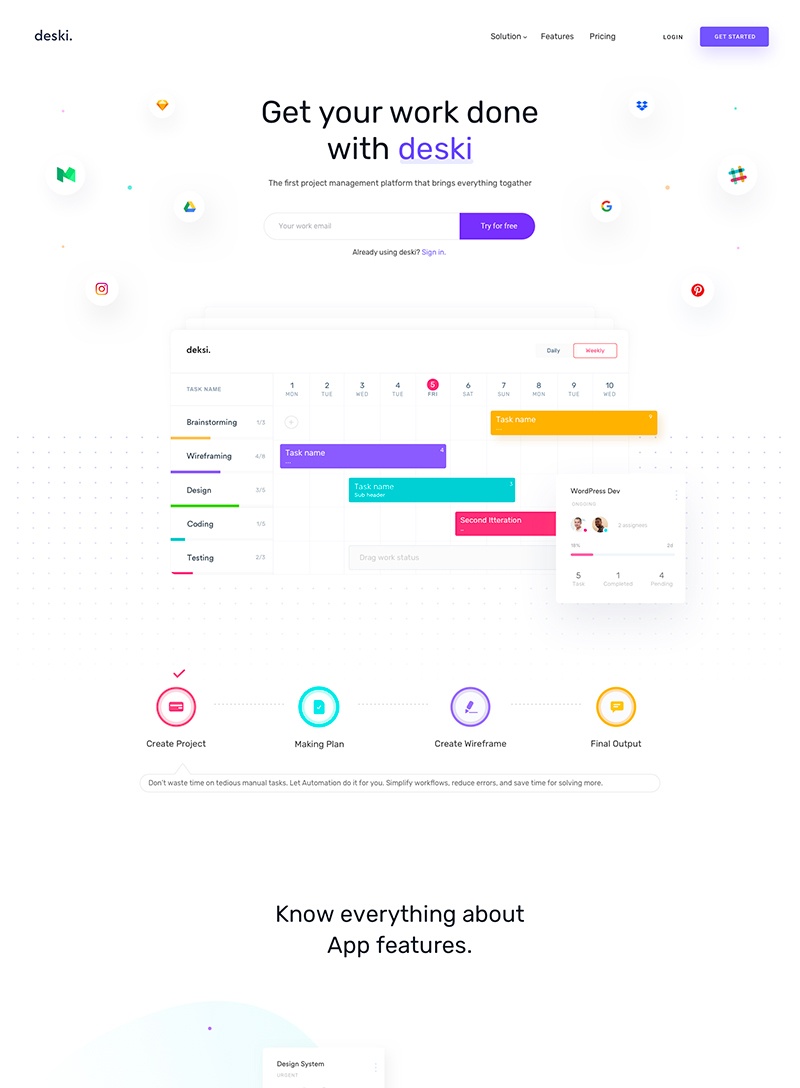 deski.
Solution
Features
Pricing
LOGIN
GET STARTED
Get your work done
with deski
The first project management platform that brings everything togather
Your work email
Try for free
Already using deski? Sign in.
deksi.
Daily
Weekly
TASK NAME
1 2 3 4 5 6 7 8 9 10
MON TUE WED TUE FRI SAT SUN MON TUE WED
Brainstorming 1/3
Task name
Wireframing 4/8
Task name 4
Design 3/5
Task name 3
Sub header
Coding 1/5
Second Itteration
Testing 2/3
Drag work status
WordPress Dev
ONGOING
2 assignees
15% 2d
5 1 4
Task Completed Pending
Create Project
Making Plan
Create Wireframe
Final Output
Don't waste time on tedious manual tasks. Let Automation do it for you. Simplify workflows, reduce errors, and save time for solving more.
Know everything about
App features.
Design System
URGENT